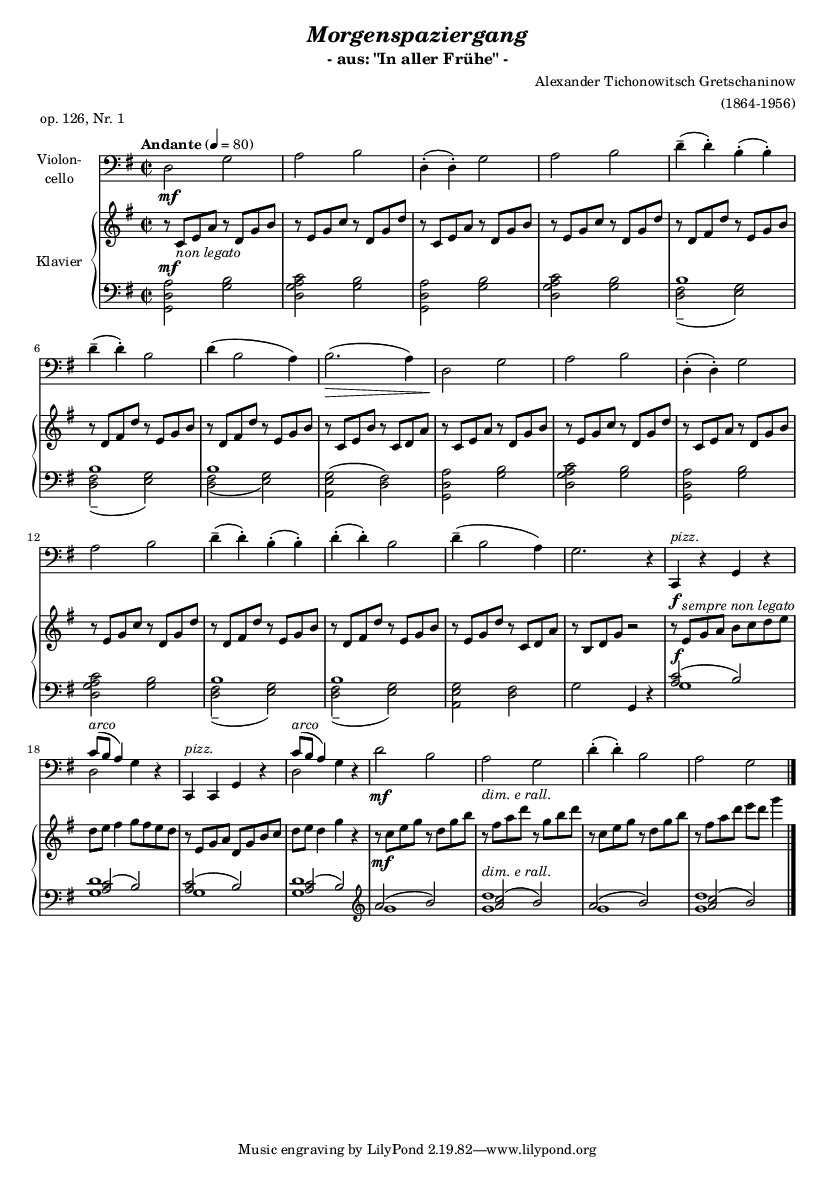 Morgenspaziergang
- aus: "In aller Frühe" -
Alexander Tichonowitsch Gretschaninow
(1864-1956)
op. 126, Nr. 1
Andante (♩ = 80)
Violon-
cello
mf
non legato
Klavier
mf
6
12
pizz.
f
sempre non legato
f
18
arco
pizz.
arco
mf
dim. e rall.
mf
dim. e rall.
Music engraving by LilyPond 2.19.82—www.lilypond.org